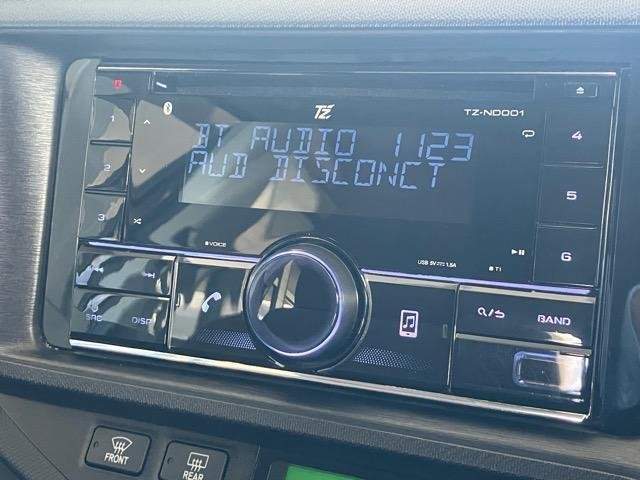 TZ
TZ-ND001
1
4
BT AUDIO 1123
AUD DISCONCT
2
5
3
6
VOICE
USB 5V 1.5A
TI
SRC
DISP
BAND
FRONT
REAR